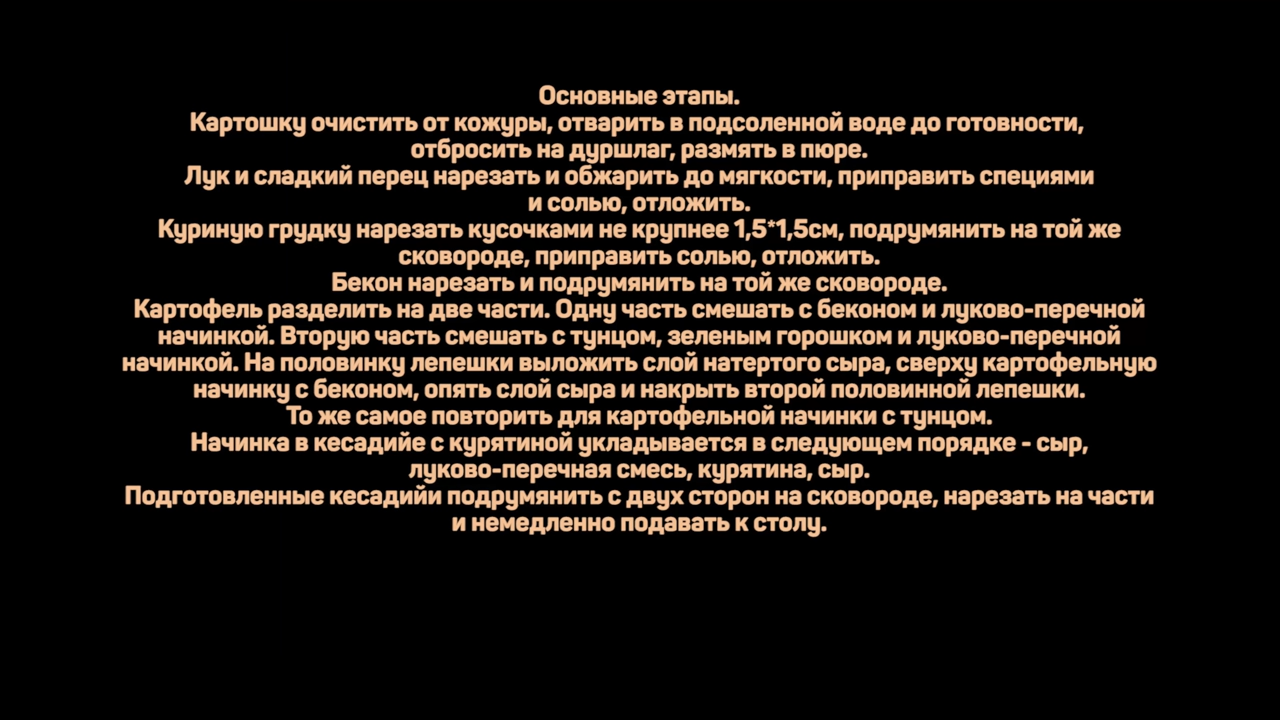 Основные этапы.
Картошку очистить от кожуры, отварить в подсоленной воде до готовности,
отбросить на дуршлаг, размять в пюре.
Лук и сладкий перец нарезать и обжарить до мягкости, приправить специями
и солью, отложить.
Куриную грудку нарезать кусочками не крупнее 1,5*1,5см, подрумянить на той же
сковороде, приправить солью, отложить.
Бекон нарезать и подрумянить на той же сковороде.
Картофель разделить на две части. Одну часть смешать с беконом и луково-перечной
начинкой. Вторую часть смешать с тунцом, зеленым горошком и луково-перечной
начинкой. На половинку лепешки выложить слой натертого сыра, сверху картофельную
начинку с беконом, опять слой сыра и накрыть второй половинной лепешки.
То же самое повторить для картофельной начинки с тунцом.
Начинка в кесадийе с курятиной укладывается в следующем порядке - сыр,
луково-перечная смесь, курятина, сыр.
Подготовленные кесадийи подрумянить с двух сторон на сковороде, нарезать на части
и немедленно подавать к столу.